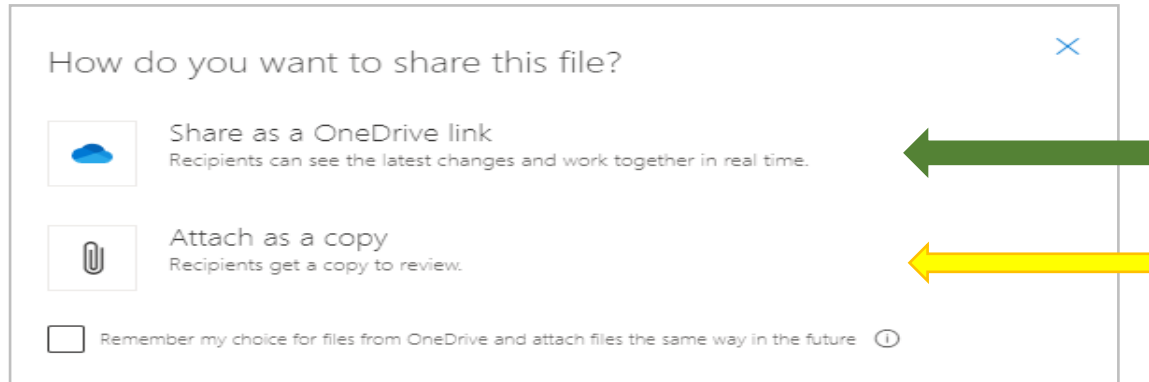 How do you want to share this file?
Share as a OneDrive link
Recipients can see the latest changes and work together in real time.
Attach as a copy
Recipients get a copy to review.
Remember my choice for files from OneDrive and attach files the same way in the future